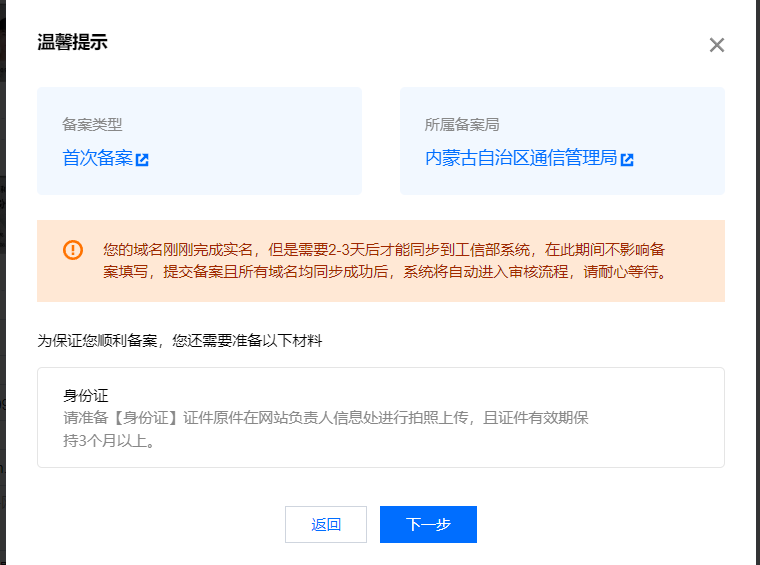 温馨提示
备案类型
首次备案
所属备案局
内蒙古自治区通信管理局
您的域名刚刚完成实名，但是需要2-3天后才能同步到工信部系统，在此期间不影响备
案填写，提交备案且所有域名均同步成功后，系统将自动进入审核流程，请耐心等待。
为保证您顺利备案，您还需要准备以下材料
身份证
请准备【身份证】证件原件在网站负责人信息处进行拍照上传，且证件有效期保
持3个月以上。
返回
下一步